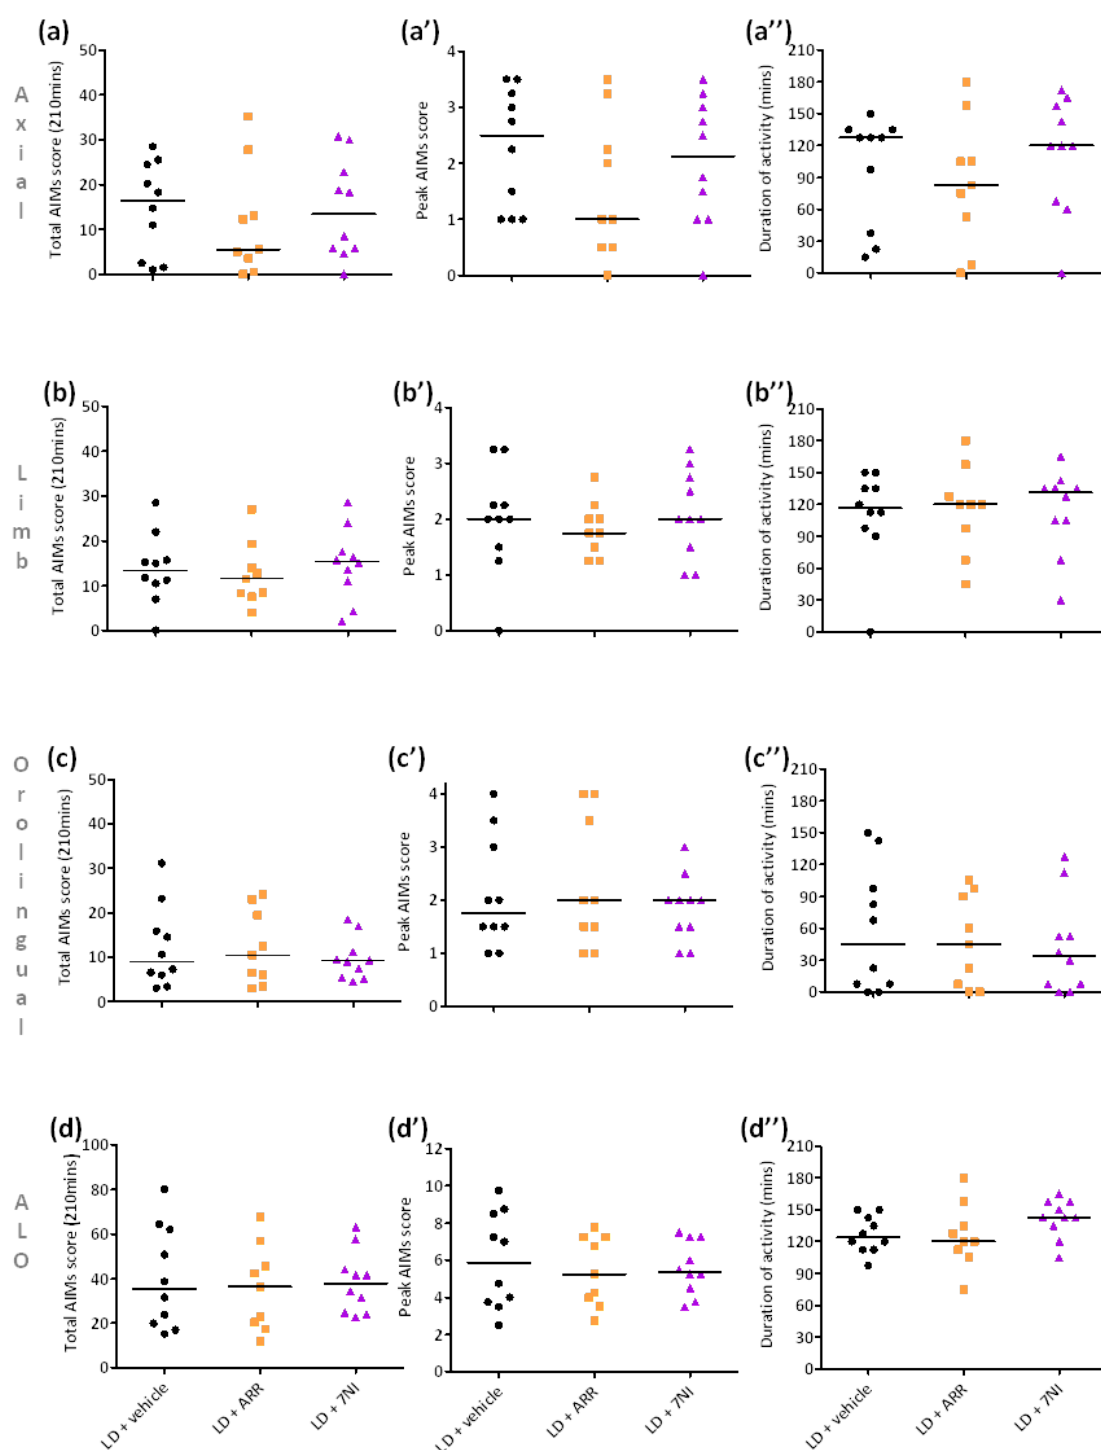 Axial
(a)
Total AIMs score (210mins)
50
40
30
20
10
0
(a')
Peak AIMs score
4
3
2
1
0
(a'')
Duration of activity (mins)
210
180
150
120
90
60
30
0
Limb
(b)
Total AIMs score (210mins)
50
40
30
20
10
0
(b')
Peak AIMs score
4
3
2
1
0
(b'')
Duration of activity (mins)
210
180
150
120
90
60
30
0
Orolingual
(c)
Total AIMs score (210mins)
50
40
30
20
10
0
(c')
Peak AIMs score
4
3
2
1
0
(c'')
Duration of activity (mins)
210
180
150
120
90
60
30
0
ALO
(d)
Total AIMs score (210mins)
100
80
60
40
20
0
(d')
Peak AIMs score
12
10
8
6
4
2
0
(d'')
Duration of activity (mins)
210
180
150
120
90
60
30
0
LD + vehicle
LD + ARR
LD + 7NI
LD + vehicle
LD + ARR
LD + 7NI
LD + vehicle
LD + ARR
LD + 7NI